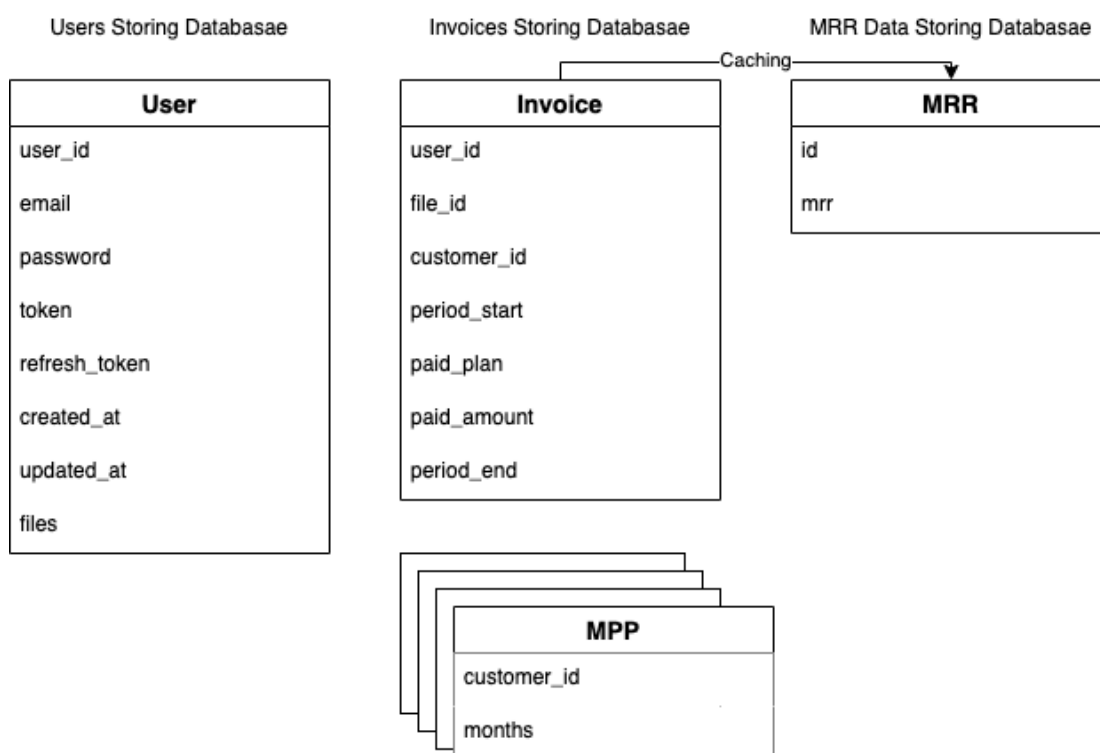 Users Storing Databasae
Invoices Storing Databasae
MRR Data Storing Databasae
Caching
User
user_id
email
password
token
refresh_token
created_at
updated_at
files
Invoice
user_id
file_id
customer_id
period_start
paid_plan
paid_amount
period_end
MRR
id
mrr
MPP
customer_id
months